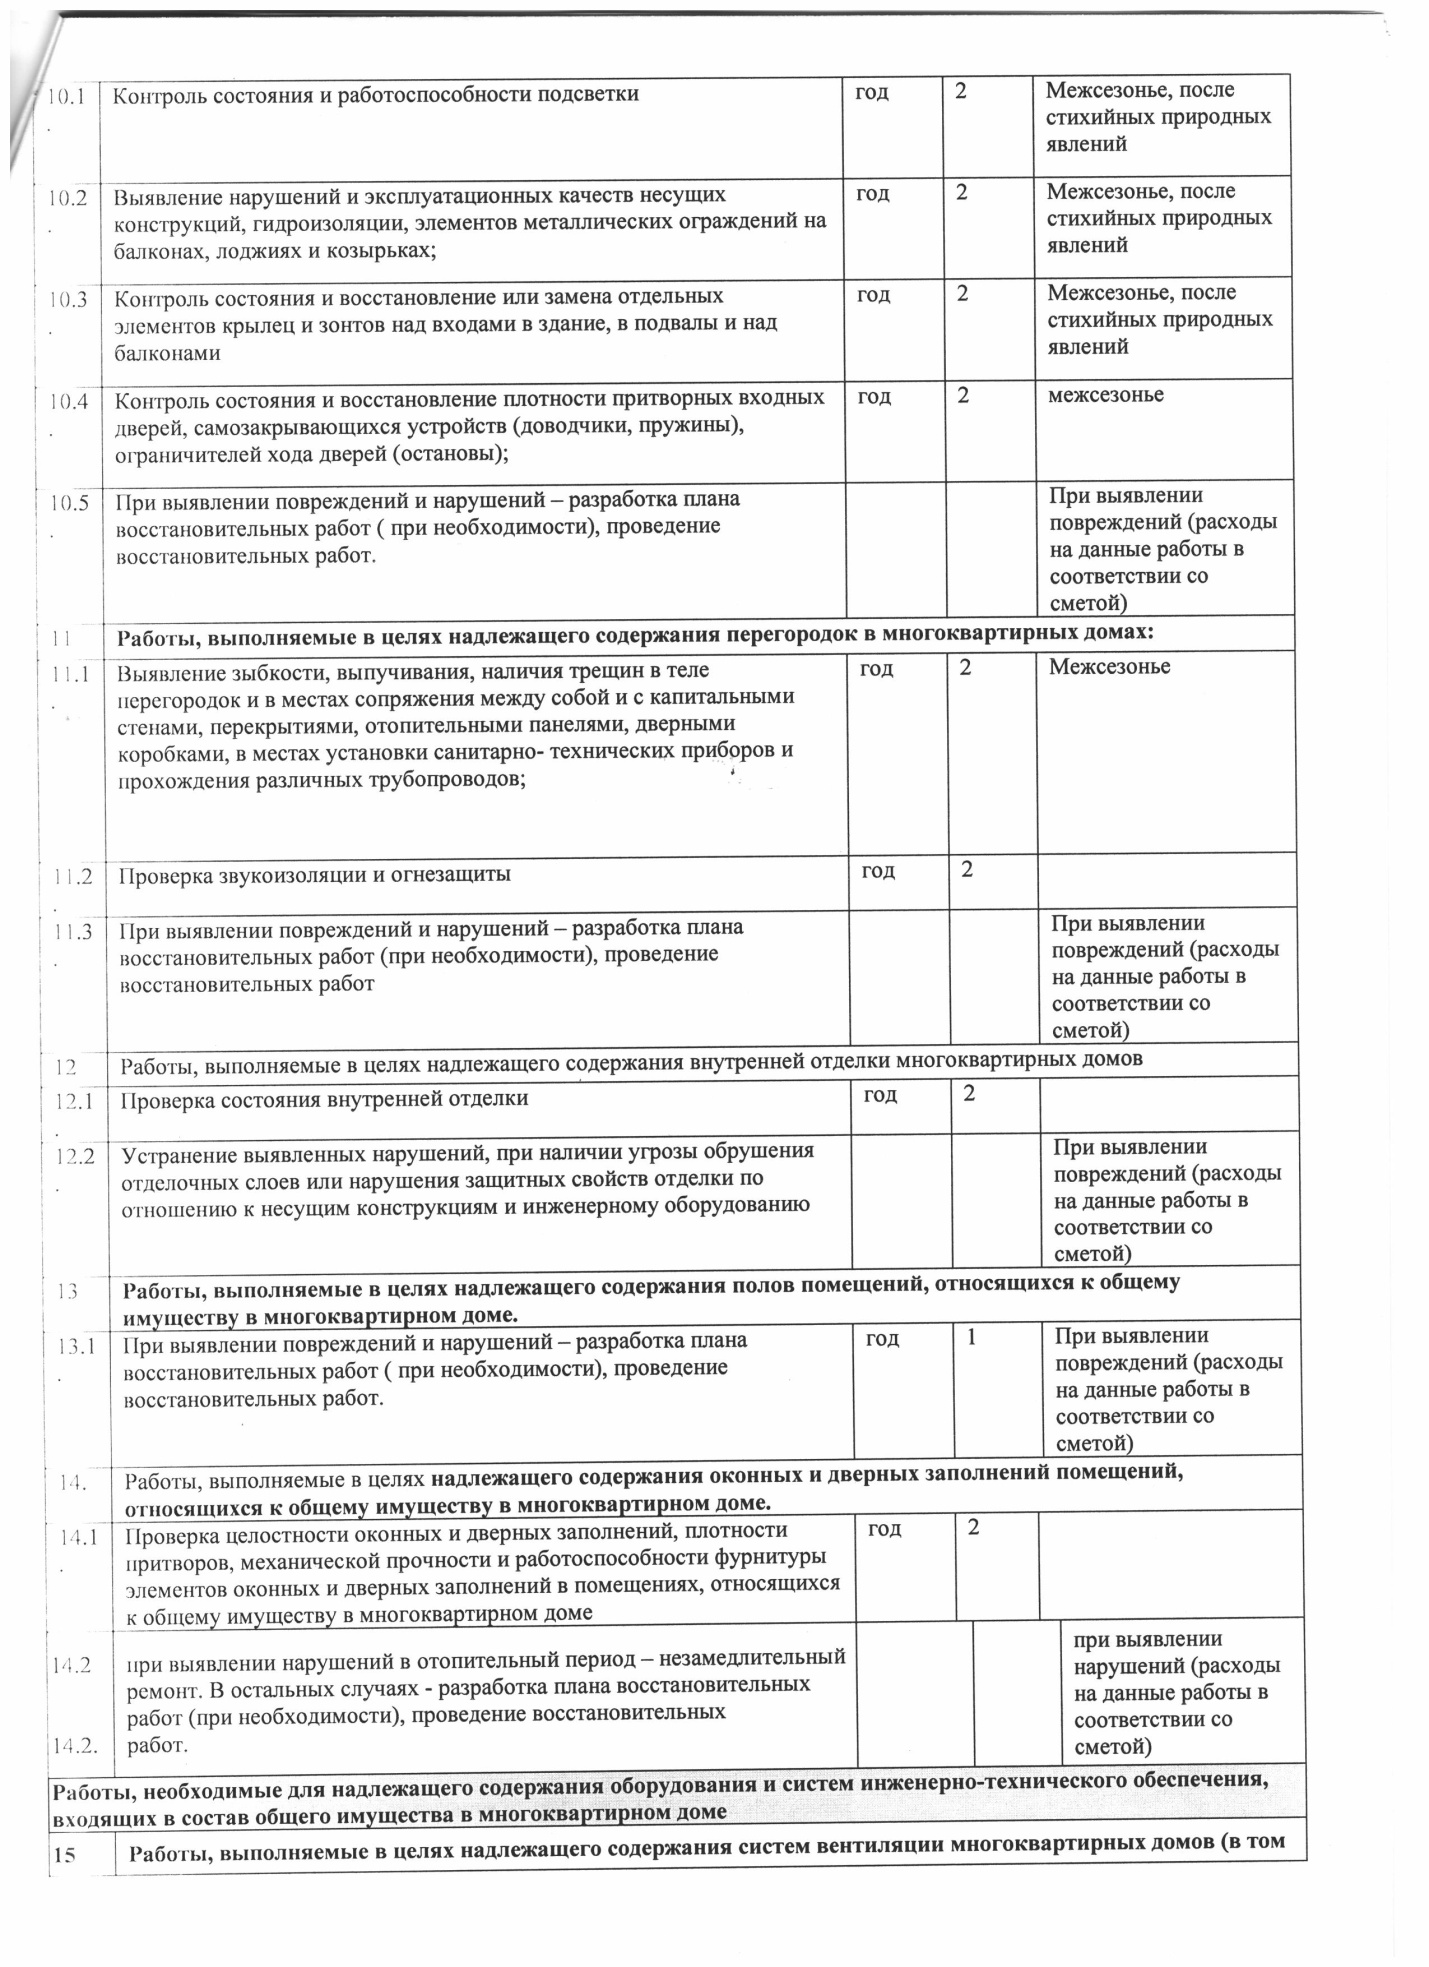 10.1 Контроль состояния и работоспособности подсветки год 2 Межсезонье, после
. стихийных природных
явлений
10.2 Выявление нарушений и эксплуатационных качеств несущих год 2 Межсезонье, после
. конструкций, гидроизоляции, элементов металлических ограждений на стихийных природных
балконах, лоджиях и козырьках; явлений
10.3 Контроль состояния и восстановление или замена отдельных год 2 Межсезонье, после
. элементов крылец и зонтов над входами в здание, в подвалы и над стихийных природных
балконами явлений
10.4 Контроль состояния и восстановление плотности притворных входных год 2 межсезонье
. дверей, самозакрывающихся устройств (доводчики, пружины),
ограничителей хода дверей (остановы);
10.5 При выявлении повреждений и нарушений – разработка плана При выявлении
. восстановительных работ ( при необходимости), проведение повреждений (расходы
восстановительных работ. на данные работы в
соответствии со
сметой)
11 Работы, выполняемые в целях надлежащего содержания перегородок в многоквартирных домах:
11.1 Выявление зыбкости, выпучивания, наличия трещин в теле год 2 Межсезонье
. перегородок и в местах сопряжения между собой и с капитальными
стенами, перекрытиями, отопительными панелями, дверными
коробками, в местах установки санитарно- технических приборов и
прохождения различных трубопроводов;
11.2 Проверка звукоизоляции и огнезащиты год 2
.
11.3 При выявлении повреждений и нарушений – разработка плана При выявлении
. восстановительных работ (при необходимости), проведение повреждений (расходы
восстановительных работ на данные работы в
соответствии со
сметой)
12 Работы, выполняемые в целях надлежащего содержания внутренней отделки многоквартирных домов
12.1 Проверка состояния внутренней отделки год 2
.
12.2 Устранение выявленных нарушений, при наличии угрозы обрушения При выявлении
. отделочных слоев или нарушения защитных свойств отделки по повреждений (расходы
отношению к несущим конструкциям и инженерному оборудованию на данные работы в
соответствии со
сметой)
13 Работы, выполняемые в целях надлежащего содержания полов помещений, относящихся к общему
имуществу в многоквартирном доме.
13.1 При выявлении повреждений и нарушений – разработка плана год 1 При выявлении
. восстановительных работ ( при необходимости), проведение повреждений (расходы
восстановительных работ. на данные работы в
соответствии со
сметой)
14. Работы, выполняемые в целях надлежащего содержания оконных и дверных заполнений помещений,
относящихся к общему имуществу в многоквартирном доме.
14.1 Проверка целостности оконных и дверных заполнений, плотности год 2
. притворов, механической прочности и работоспособности фурнитуры
элементов оконных и дверных заполнений в помещениях, относящихся
к общему имуществу в многоквартирном доме
при выявлении
14.2 при выявлении нарушений в отопительный период – незамедлительный нарушений (расходы
ремонт. В остальных случаях - разработка плана восстановительных на данные работы в
работ (при необходимости), проведение восстановительных соответствии со
14.2. работ. сметой)
Работы, необходимые для надлежащего содержания оборудования и систем инженерно-технического обеспечения,
входящих в состав общего имущества в многоквартирном доме
15 Работы, выполняемые в целях надлежащего содержания систем вентиляции многоквартирных домов (в том